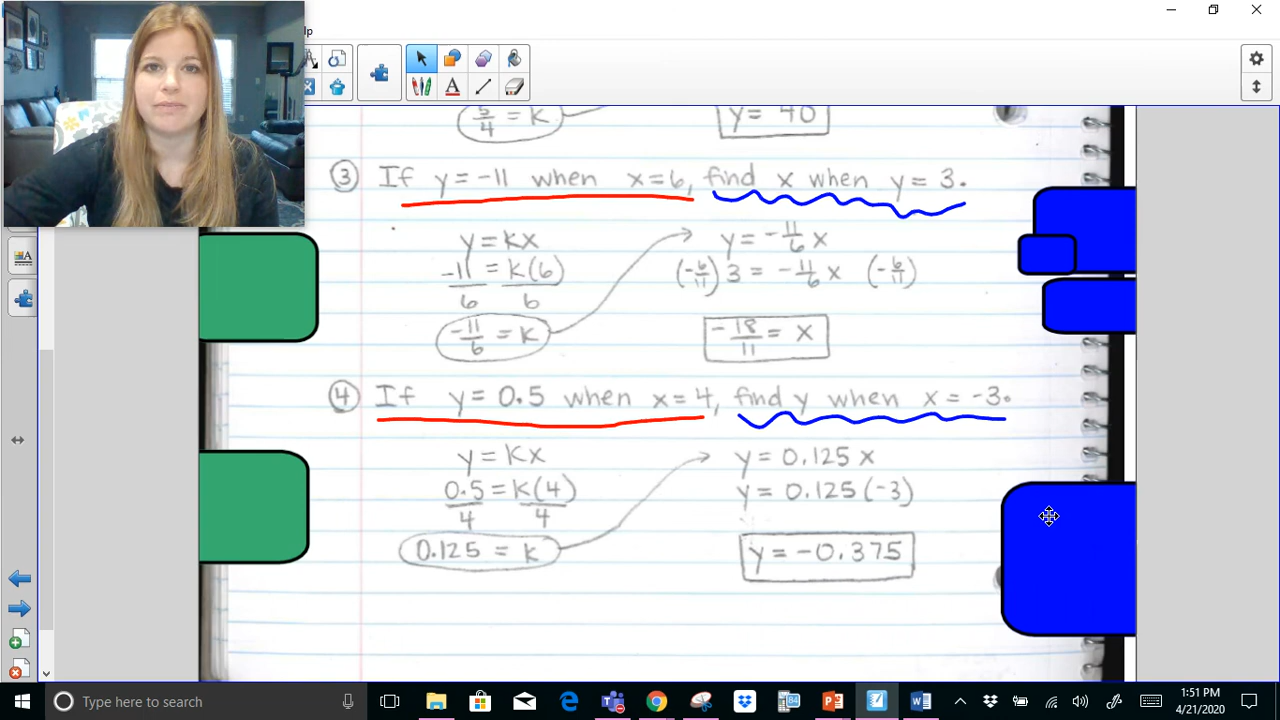 lp
5/4 = K
y = 40
③ If y = -11 when x = 6, find x when y = 3.
y = Kx
-11/6 = K(6)/6
-11/6 = K
y = -11/6 x
(-6/11) 3 = -11/6 x (-6/11)
-18/11 = x
④ If y = 0.5 when x = 4, find y when x = -3.
y = Kx
0.5/4 = K(4)/4
0.125 = K
y = 0.125 x
y = 0.125 (-3)
y = -0.375
Type here to search
1:51 PM
4/21/2020